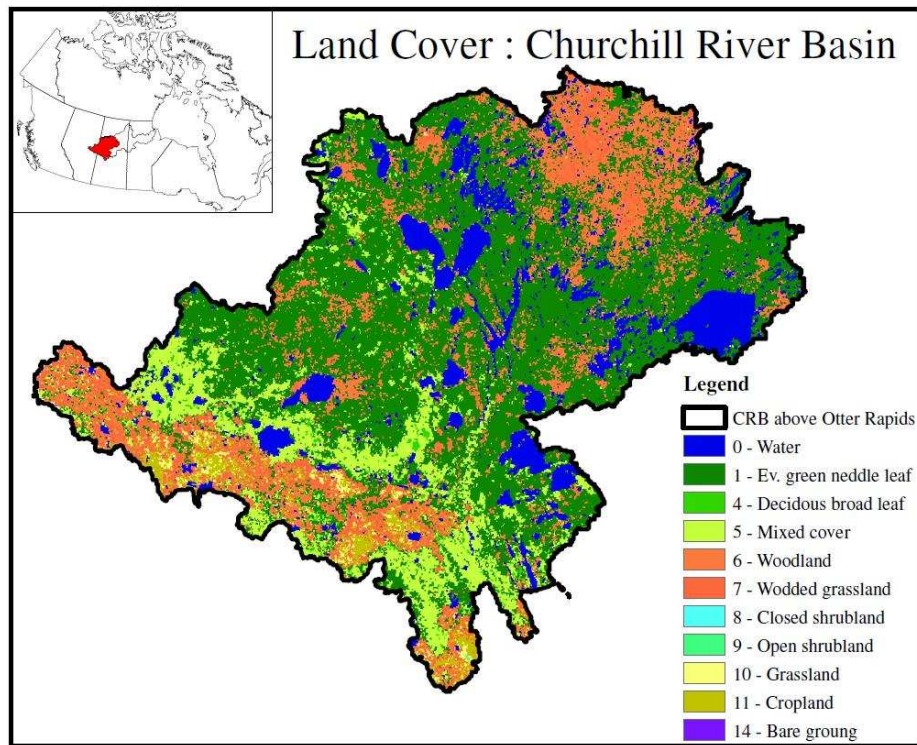 Land Cover : Churchill River Basin
Legend
CRB above Otter Rapids
0 - Water
1 - Ev. green neddle leaf
4 - Decidous broad leaf
5 - Mixed cover
6 - Woodland
7 - Wodded grassland
8 - Closed shrubland
9 - Open shrubland
10 - Grassland
11 - Cropland
14 - Bare groung